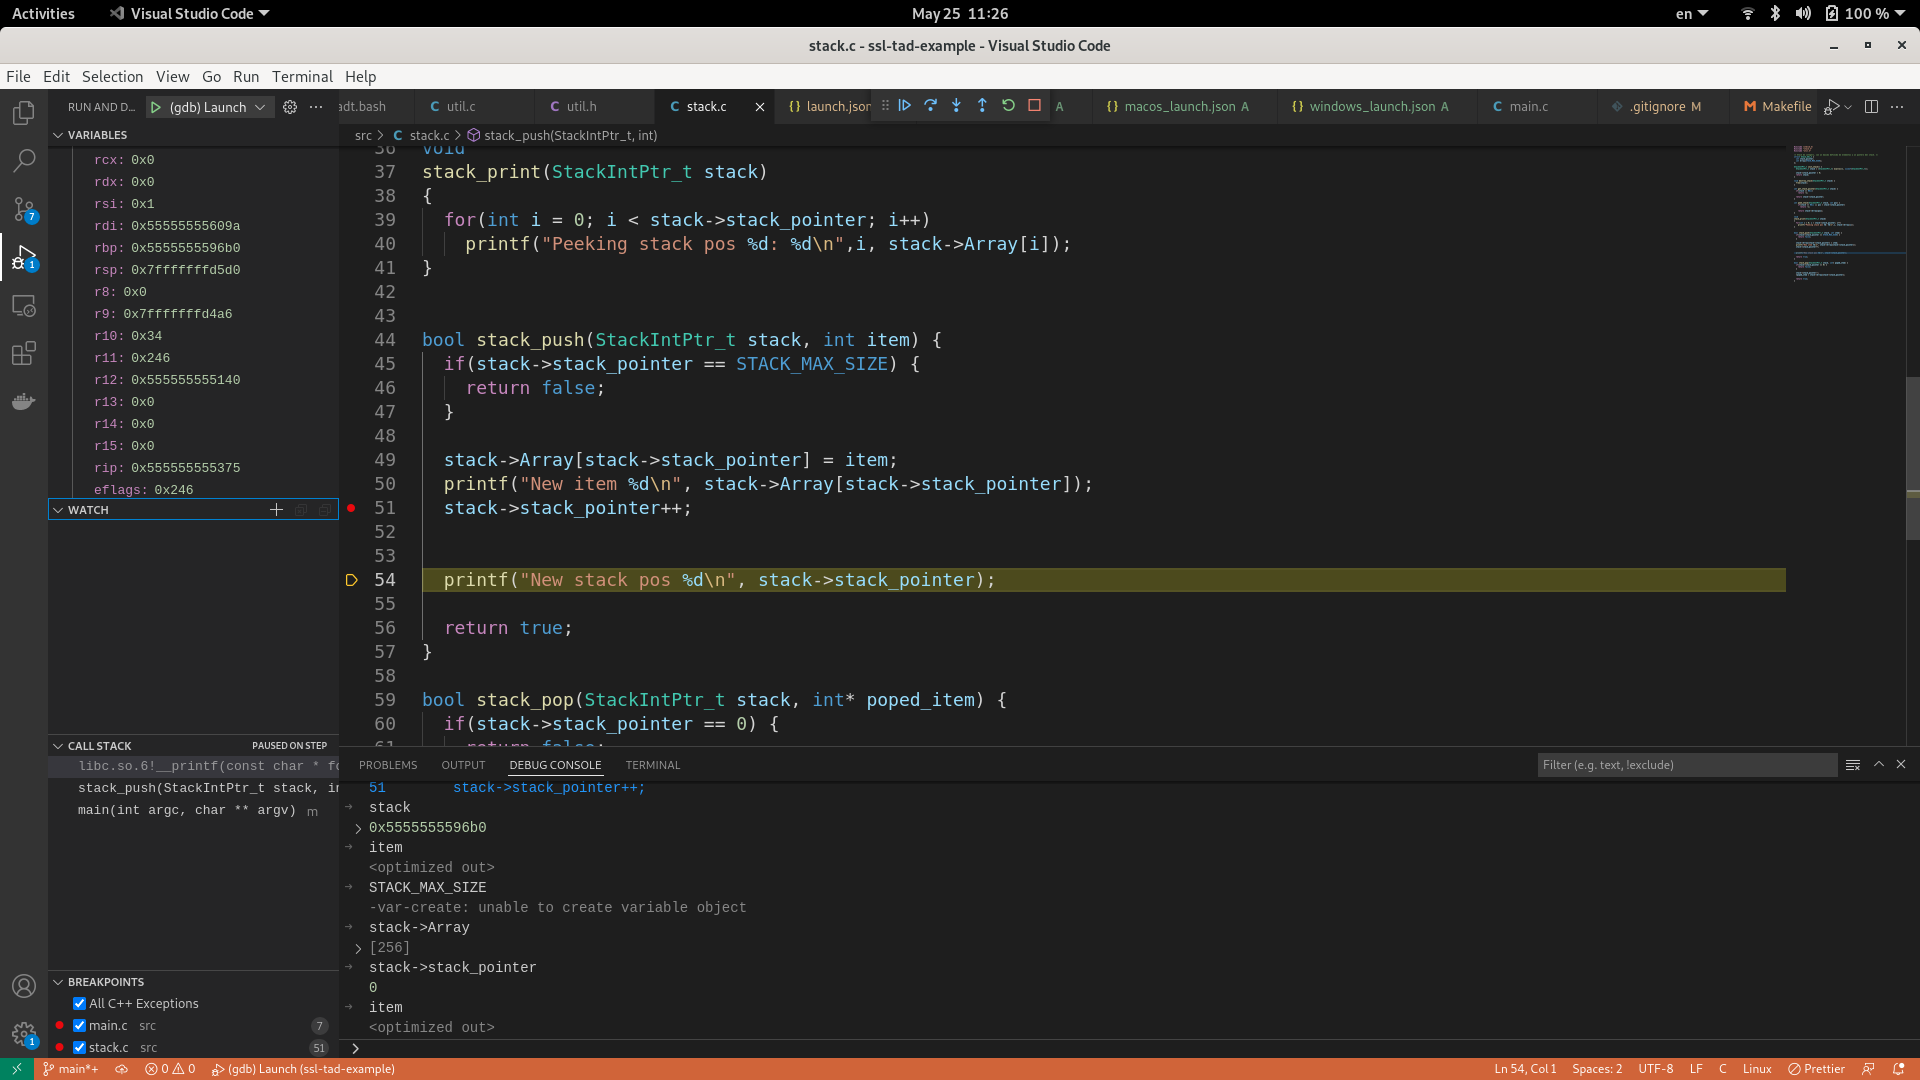 Activities
Visual Studio Code
May 25 11:26
en
100 %
stack.c - ssl-tad-example - Visual Studio Code
File Edit Selection View Go Run Terminal Help
RUN AND D...
(gdb) Launch
adt.bash
C util.c
C util.h
C stack.c
{} launch.json
A
{} macos_launch.json A
{} windows_launch.json A
C main.c
.gitignore M
M Makefile
src > C stack.c > stack_push(StackIntPtr_t, int)
VARIABLES
rcx: 0x0
rdx: 0x0
rsi: 0x1
rdi: 0x55555555609a
rbp: 0x5555555596b0
rsp: 0x7fffffffd5d0
r8: 0x0
r9: 0x7fffffffd4a6
r10: 0x34
r11: 0x246
r12: 0x555555555140
r13: 0x0
r14: 0x0
r15: 0x0
rip: 0x555555555375
eflags: 0x246
WATCH
CALL STACK
PAUSED ON STEP
libc.so.6!__printf(const char * fo
stack_push(StackIntPtr_t stack, in
main(int argc, char ** argv) m
BREAKPOINTS
All C++ Exceptions
main.c src 7
stack.c src 51
36 void
37 stack_print(StackIntPtr_t stack)
38 {
39 for(int i = 0; i < stack->stack_pointer; i++)
40 printf("Peeking stack pos %d: %d\n",i, stack->Array[i]);
41 }
42
43
44 bool stack_push(StackIntPtr_t stack, int item) {
45 if(stack->stack_pointer == STACK_MAX_SIZE) {
46 return false;
47 }
48
49 stack->Array[stack->stack_pointer] = item;
50 printf("New item %d\n", stack->Array[stack->stack_pointer]);
51 stack->stack_pointer++;
52
53
54 printf("New stack pos %d\n", stack->stack_pointer);
55
56 return true;
57 }
58
59 bool stack_pop(StackIntPtr_t stack, int* poped_item) {
60 if(stack->stack_pointer == 0) {
61 return false;
PROBLEMS OUTPUT DEBUG CONSOLE TERMINAL
Filter (e.g. text, !exclude)
51 stack->stack_pointer++;
stack
0x5555555596b0
item
<optimized out>
STACK_MAX_SIZE
-var-create: unable to create variable object
stack->Array
[256]
stack->stack_pointer
0
item
<optimized out>
7
1
1
main*+
0 0
(gdb) Launch (ssl-tad-example)
Ln 54, Col 1
Spaces: 2
UTF-8
LF
C
Linux
Prettier